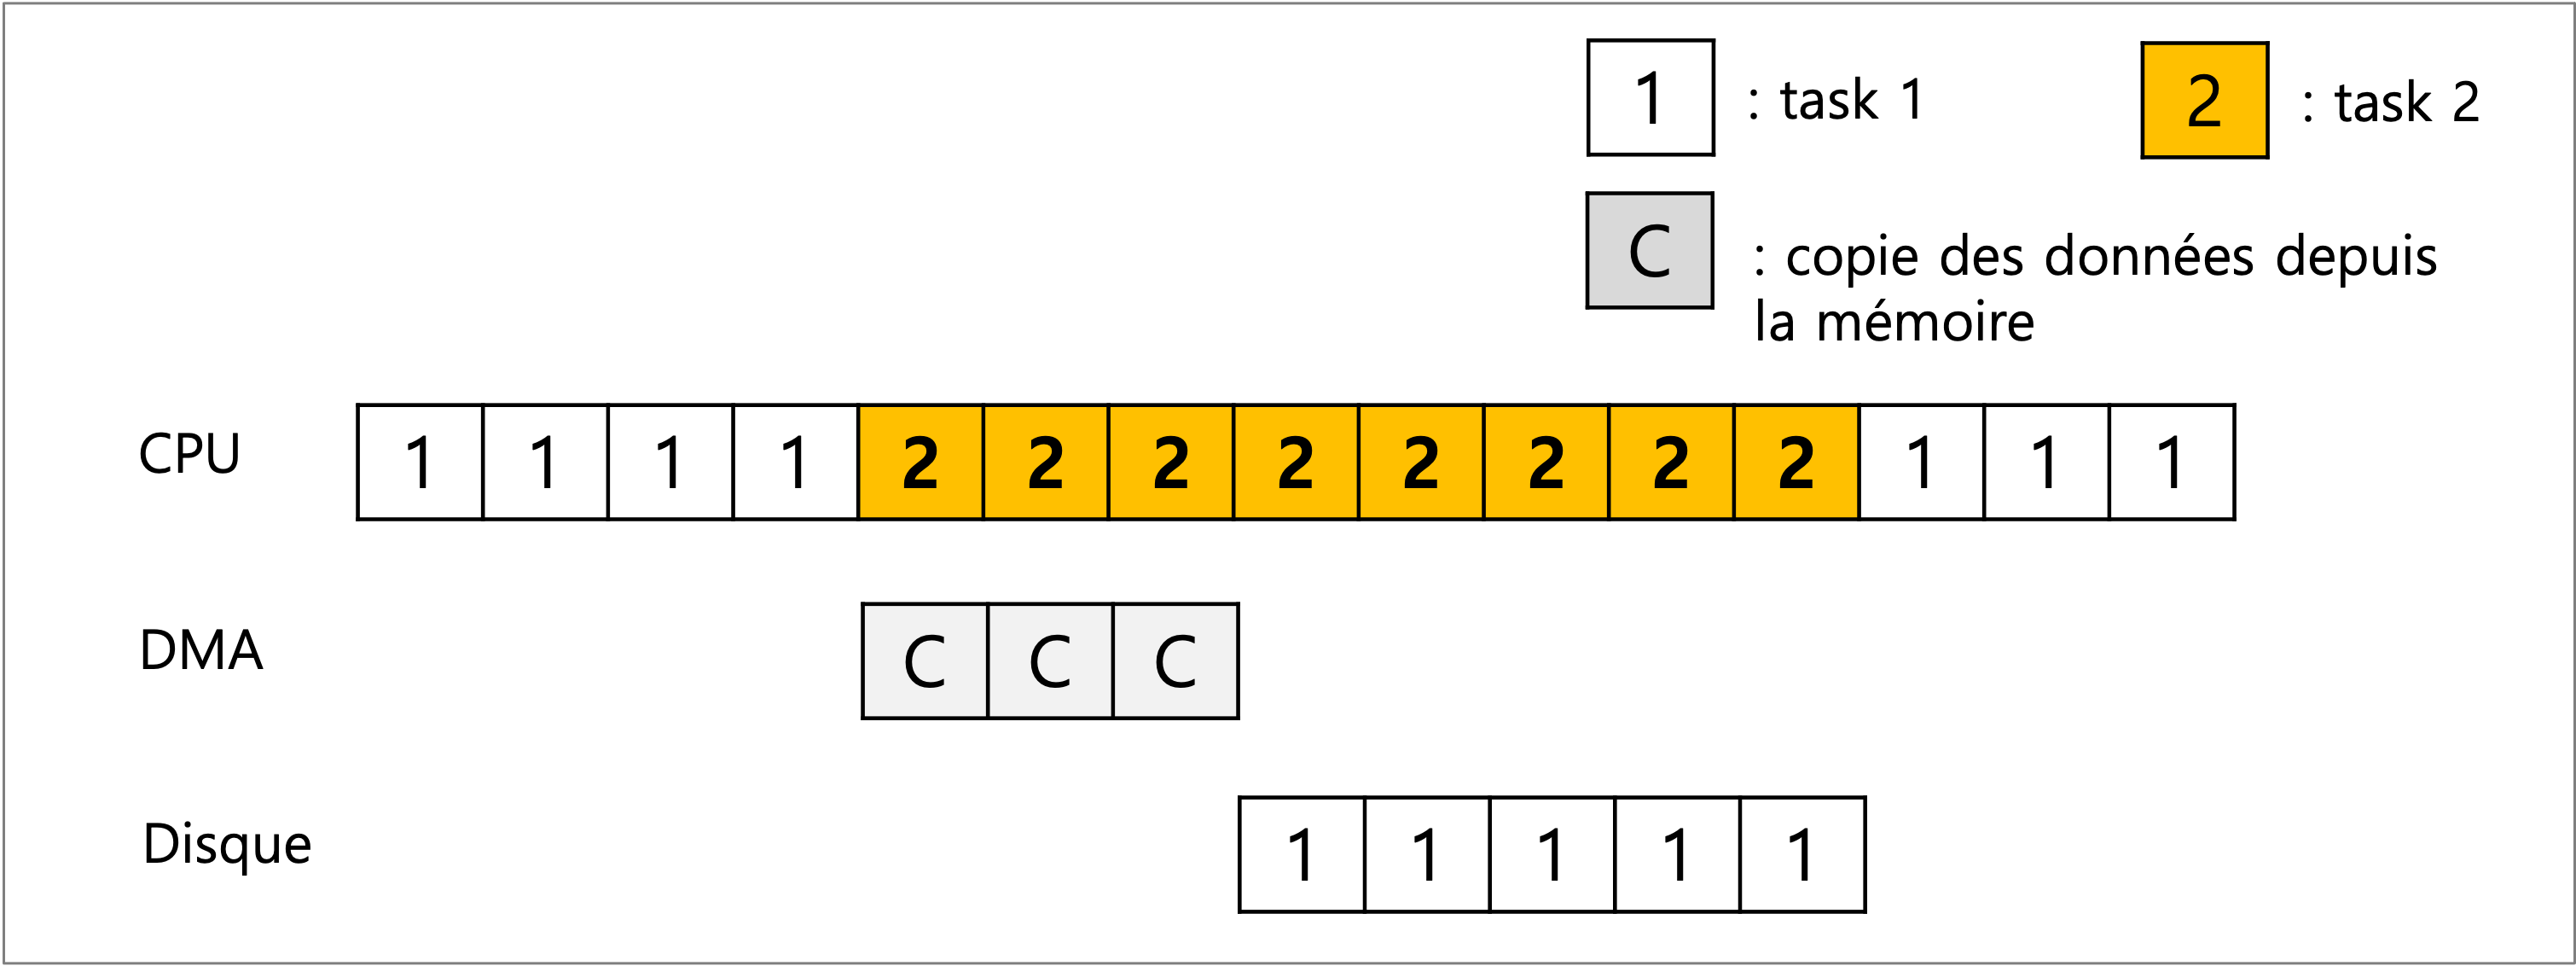 1 : task 1 2 : task 2
C : copie des données depuis
la mémoire
CPU 1 1 1 1 2 2 2 2 2 2 2 2 1 1 1
DMA C C C
Disque 1 1 1 1 1